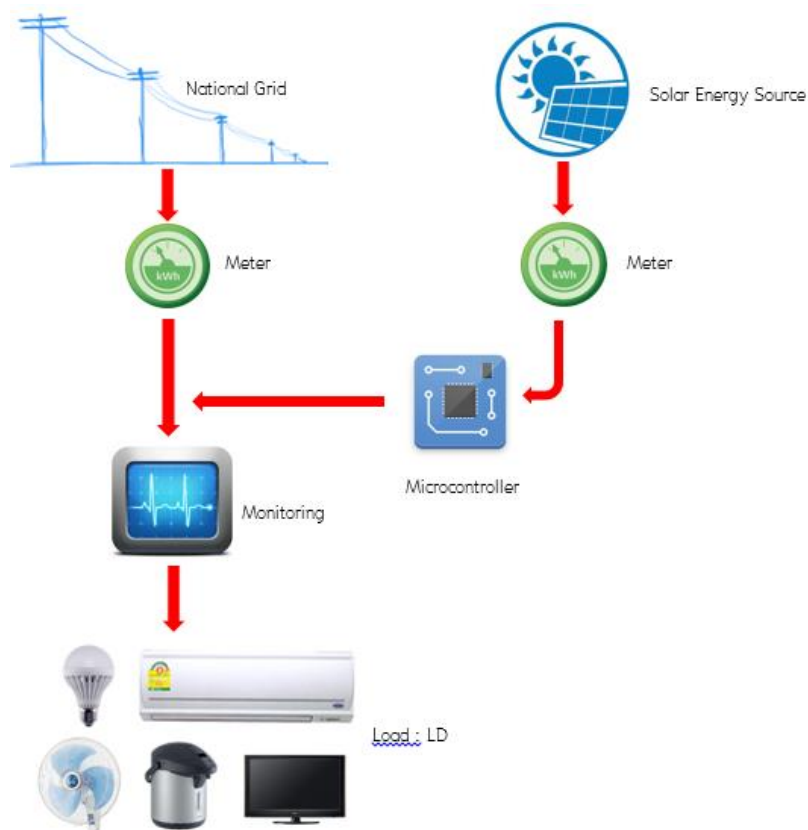 National Grid
Solar Energy Source
kWh
Meter
kWh
Meter
Microcontroller
Monitoring
Load : LD